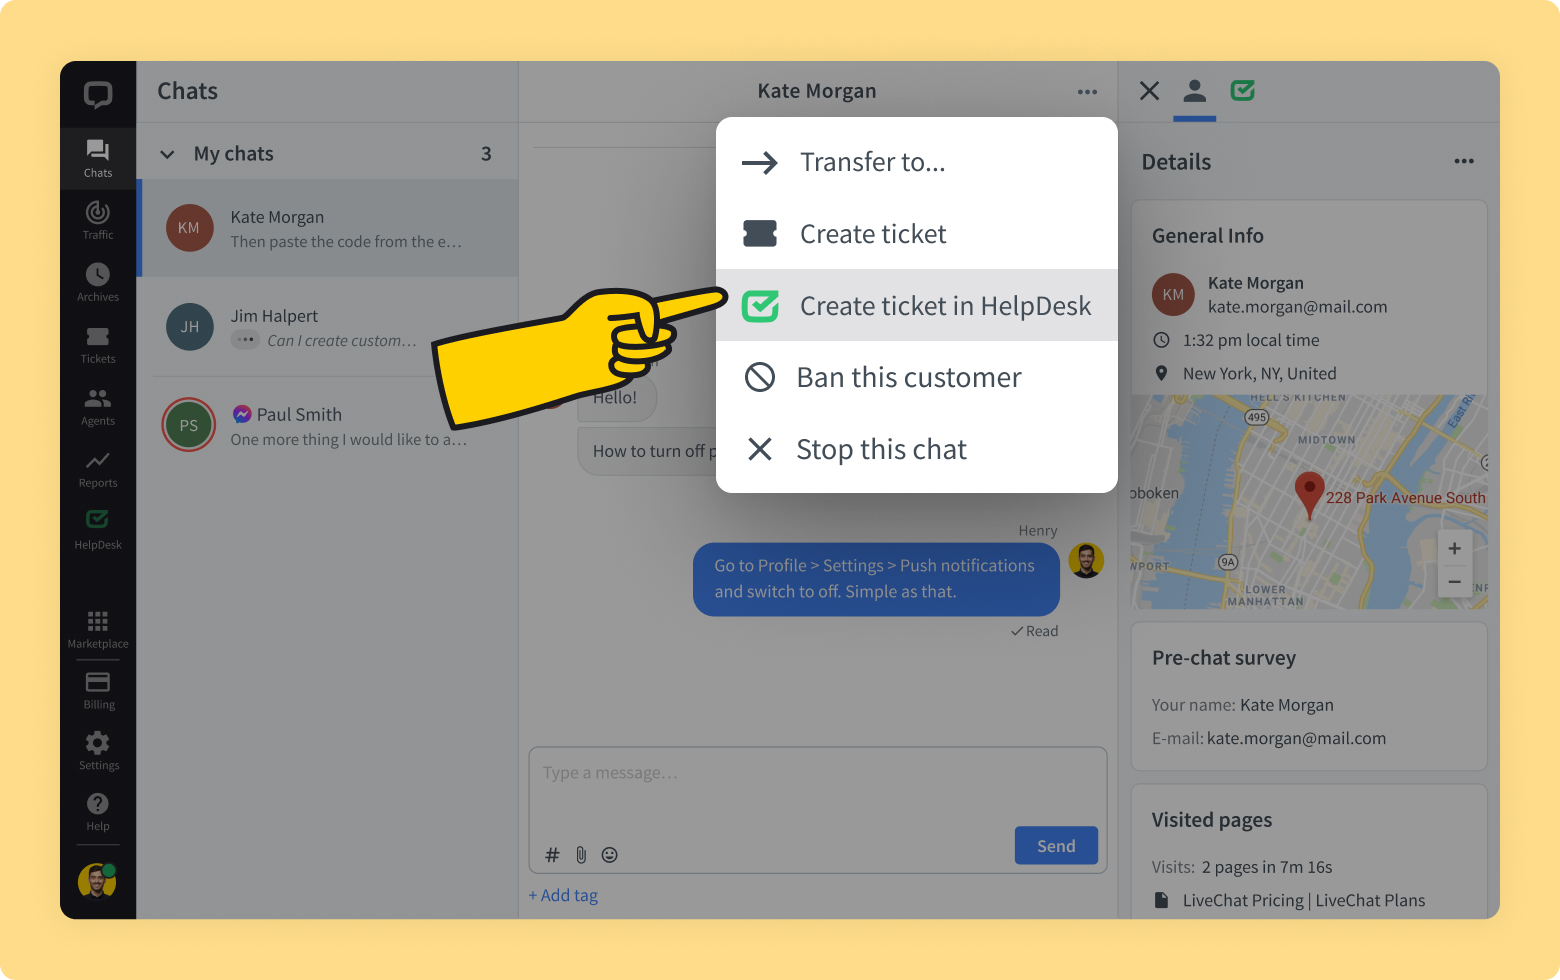 Chats
Traffic
Archives
Tickets
Agents
Reports
HelpDesk
Marketplace
Billing
Settings
Help
Chats
My chats 3
KM
Kate Morgan
Then paste the code from the e…
JH
Jim Halpert
Can I create custom…
PS
Paul Smith
One more thing I would like to a…
Kate Morgan
Transfer to...
Create ticket
Create ticket in HelpDesk
Ban this customer
Stop this chat
Hello!
How to turn off
Henry
Go to Profile > Settings > Push notifications
and switch to off. Simple as that.
Read
Type a message…
Send
+ Add tag
Details
General Info
KM
Kate Morgan
kate.morgan@mail.com
1:32 pm local time
New York, NY, United
HELL'S KITCHEN
495
East
MIDTOWN
oboken
228 Park Avenue South
+
WPORT
9A
−
LOWER
MANHATTAN
Pre-chat survey
Your name: Kate Morgan
E-mail: kate.morgan@mail.com
Visited pages
Visits: 2 pages in 7m 16s
LiveChat Pricing | LiveChat Plans